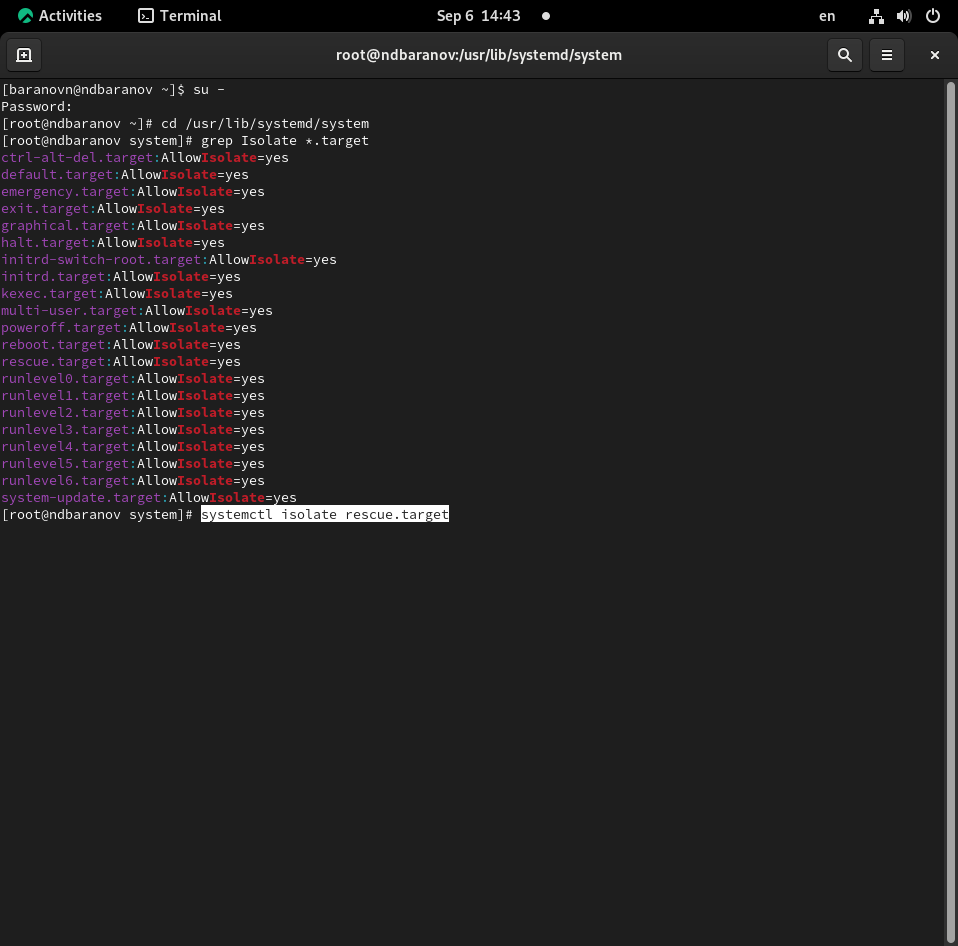 Activities Terminal Sep 6 14:43 en
root@ndbaranov:/usr/lib/systemd/system
[baranovn@ndbaranov ~]$ su -
Password:
[root@ndbaranov ~]# cd /usr/lib/systemd/system
[root@ndbaranov system]# grep Isolate *.target
ctrl-alt-del.target:AllowIsolate=yes
default.target:AllowIsolate=yes
emergency.target:AllowIsolate=yes
exit.target:AllowIsolate=yes
graphical.target:AllowIsolate=yes
halt.target:AllowIsolate=yes
initrd-switch-root.target:AllowIsolate=yes
initrd.target:AllowIsolate=yes
kexec.target:AllowIsolate=yes
multi-user.target:AllowIsolate=yes
poweroff.target:AllowIsolate=yes
reboot.target:AllowIsolate=yes
rescue.target:AllowIsolate=yes
runlevel0.target:AllowIsolate=yes
runlevel1.target:AllowIsolate=yes
runlevel2.target:AllowIsolate=yes
runlevel3.target:AllowIsolate=yes
runlevel4.target:AllowIsolate=yes
runlevel5.target:AllowIsolate=yes
runlevel6.target:AllowIsolate=yes
system-update.target:AllowIsolate=yes
[root@ndbaranov system]# systemctl isolate rescue.target